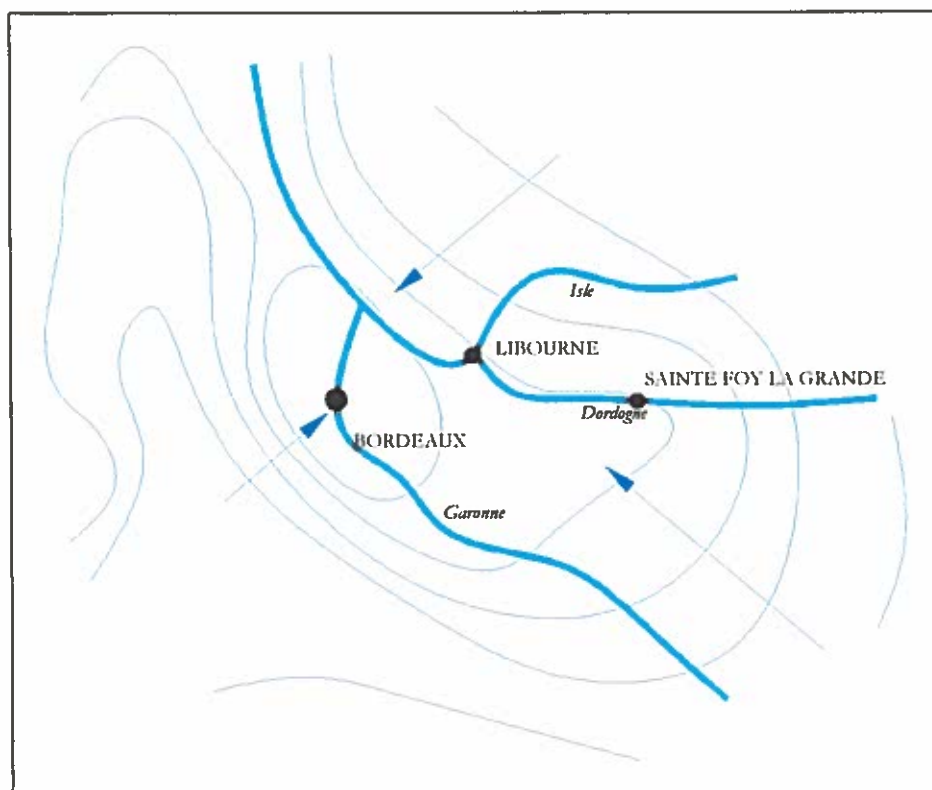 Isle
LIBOURNE
SAINTE FOY LA GRANDE
Dordogne
BORDEAUX
Garonne